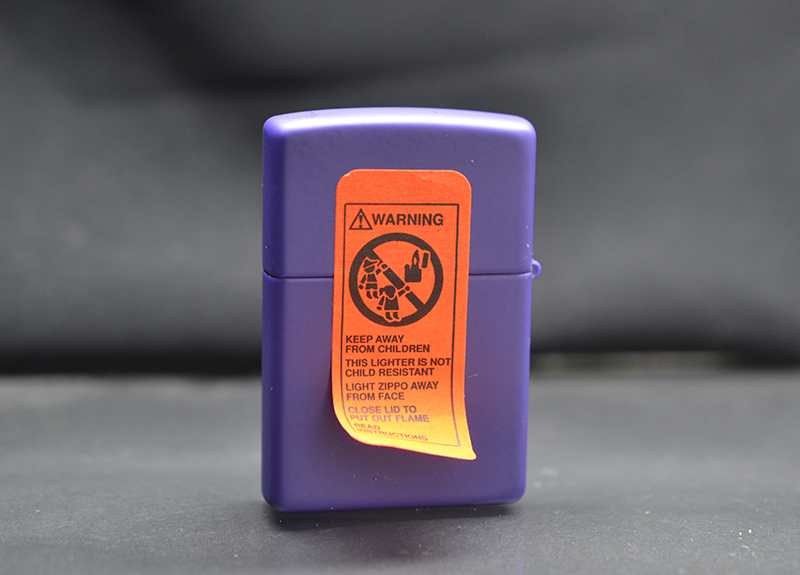 WARNING
KEEP AWAY
FROM CHILDREN
THIS LIGHTER IS NOT
CHILD RESISTANT
LIGHT ZIPPO AWAY
FROM FACE
CLOSE LID TO
PUT OUT FLAME
READ
INSTRUCTIONS